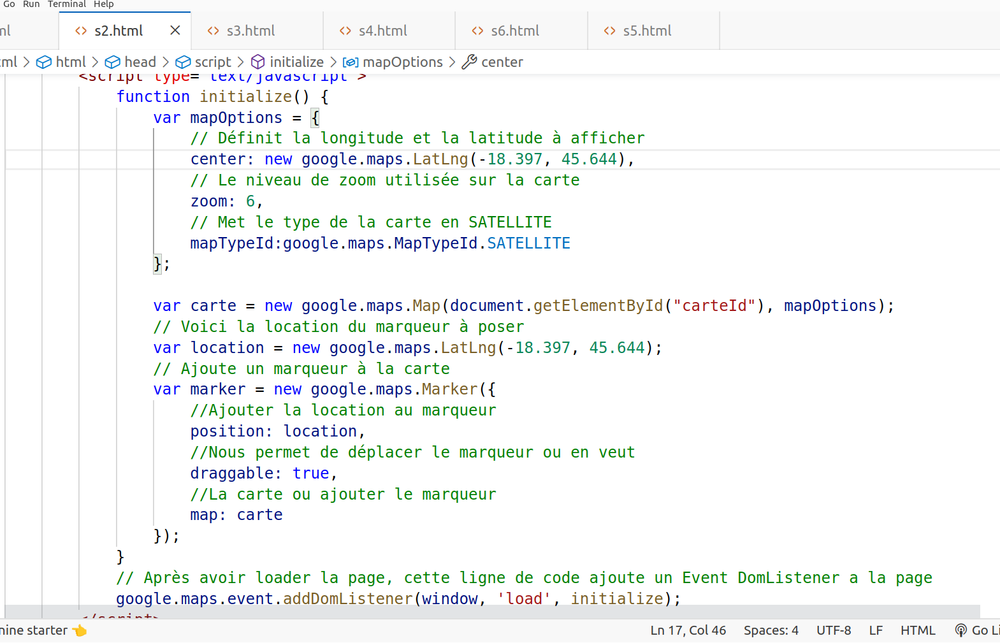 Go Run Terminal Help
s2.html s3.html s4.html s6.html s5.html
html > head > script > initialize > mapOptions > center
<script type="text/javascript">
function initialize() {
var mapOptions = {
// Définit la longitude et la latitude à afficher
center: new google.maps.LatLng(-18.397, 45.644),
// Le niveau de zoom utilisée sur la carte
zoom: 6,
// Met le type de la carte en SATELLITE
mapTypeId:google.maps.MapTypeId.SATELLITE
};
var carte = new google.maps.Map(document.getElementById("carteId"), mapOptions);
// Voici la location du marqueur à poser
var location = new google.maps.LatLng(-18.397, 45.644);
// Ajoute un marqueur à la carte
var marker = new google.maps.Marker({
//Ajouter la location au marqueur
position: location,
//Nous permet de déplacer le marqueur ou en veut
draggable: true,
//La carte ou ajouter le marqueur
map: carte
});
}
// Après avoir loader la page, cette ligne de code ajoute un Event DomListener a la page
google.maps.event.addDomListener(window, 'load', initialize);
</script>
starter 👈 Ln 17, Col 46 Spaces: 4 UTF-8 LF HTML Go